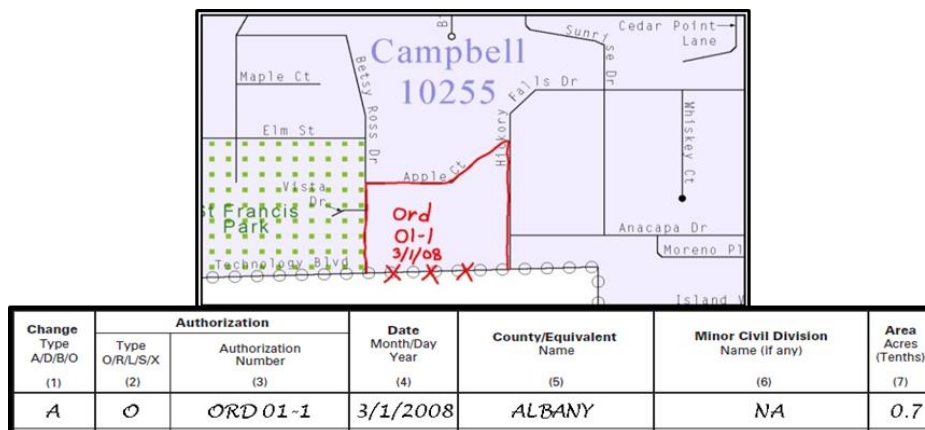 Cedar Point
Lane
Sunry
se Dr
Campbell
10255
Maple Ct
Betsy Ross Dr
Hickory Falls Dr
Whiskey Ct
Elm St
Apple Ct
Vista
Dr
St Francis
Park
Ord
01-1
3/1/08
Anacapa Dr
Moreno Pl
Technology Blvd
Island
Change
Type
A/D/B/O
(1)
Authorization
Type
O/R/L/S/X
(2)
Authorization
Number
(3)
Date
Month/Day
Year
(4)
County/Equivalent
Name
(5)
Minor Civil Division
Name (if any)
(6)
Area
Acres
(Tenths)
(7)
A O ORD 01-1 3/1/2008 ALBANY NA 0.7